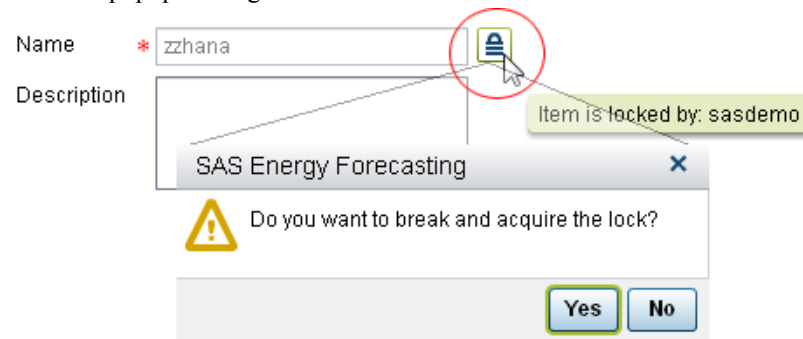 Name * zzhana
Description
Item is locked by: sasdemo
SAS Energy Forecasting
Do you want to break and acquire the lock?
Yes No